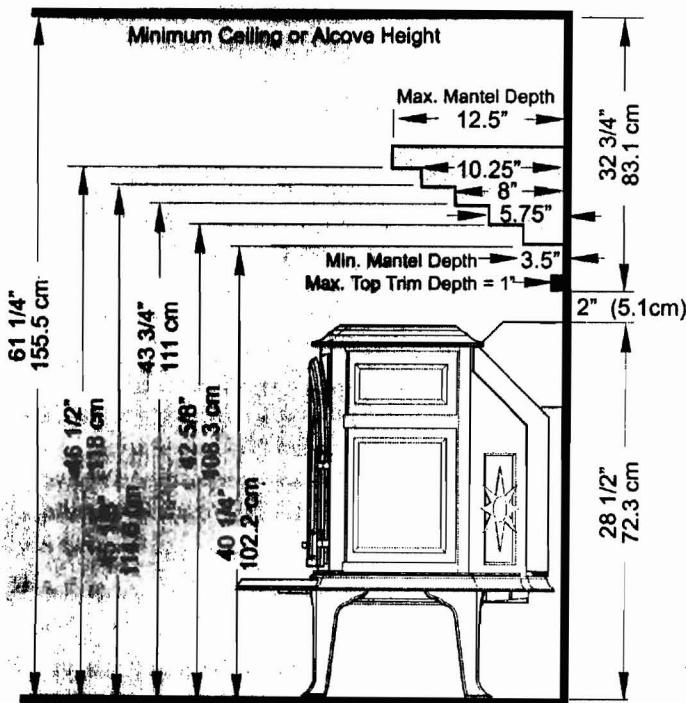 Minimum Ceiling or Alcove Height
Max. Mantel Depth
12.5"
10.25"
8"
5.75"
Min. Mantel Depth
3.5"
Max. Top Trim Depth = 1"
32 3/4"
83.1 cm
2" (5.1cm)
28 1/2"
72.3 cm
61 1/4"
155.5 cm
46 1/2"
118 cm
43 3/4"
111 cm
42 5/8"
108.3 cm
40 1/4"
102.2 cm